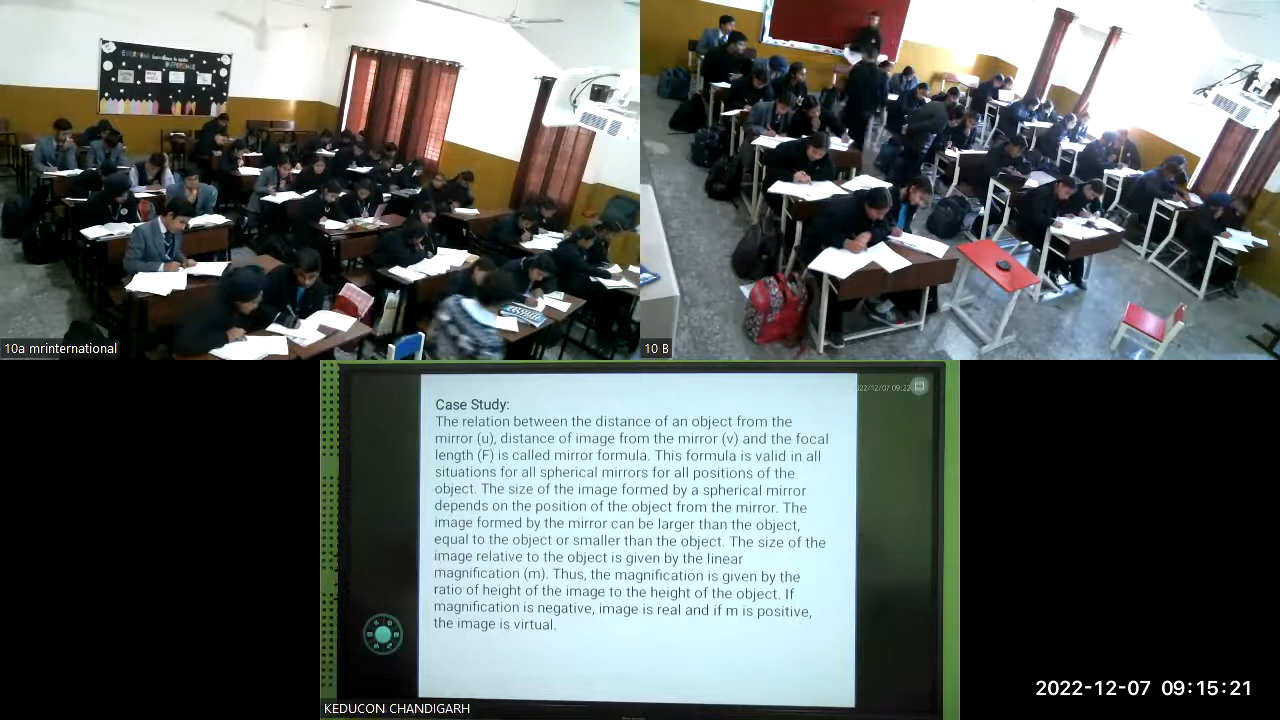 10a mrinternational
10 B
22/12/07 09:22
Case Study:
The relation between the distance of an object from the
mirror (u), distance of image from the mirror (v) and the focal
length (F) is called mirror formula. This formula is valid in all
situations for all spherical mirrors for all positions of the
object. The size of the image formed by a spherical mirror
depends on the position of the object from the mirror. The
image formed by the mirror can be larger than the object,
equal to the object or smaller than the object. The size of the
image relative to the object is given by the linear
magnification (m). Thus, the magnification is given by the
ratio of height of the image to the height of the object. If
magnification is negative, image is real and if m is positive,
the image is virtual.
2022-12-07 09:15:21
KEDUCON CHANDIGARH